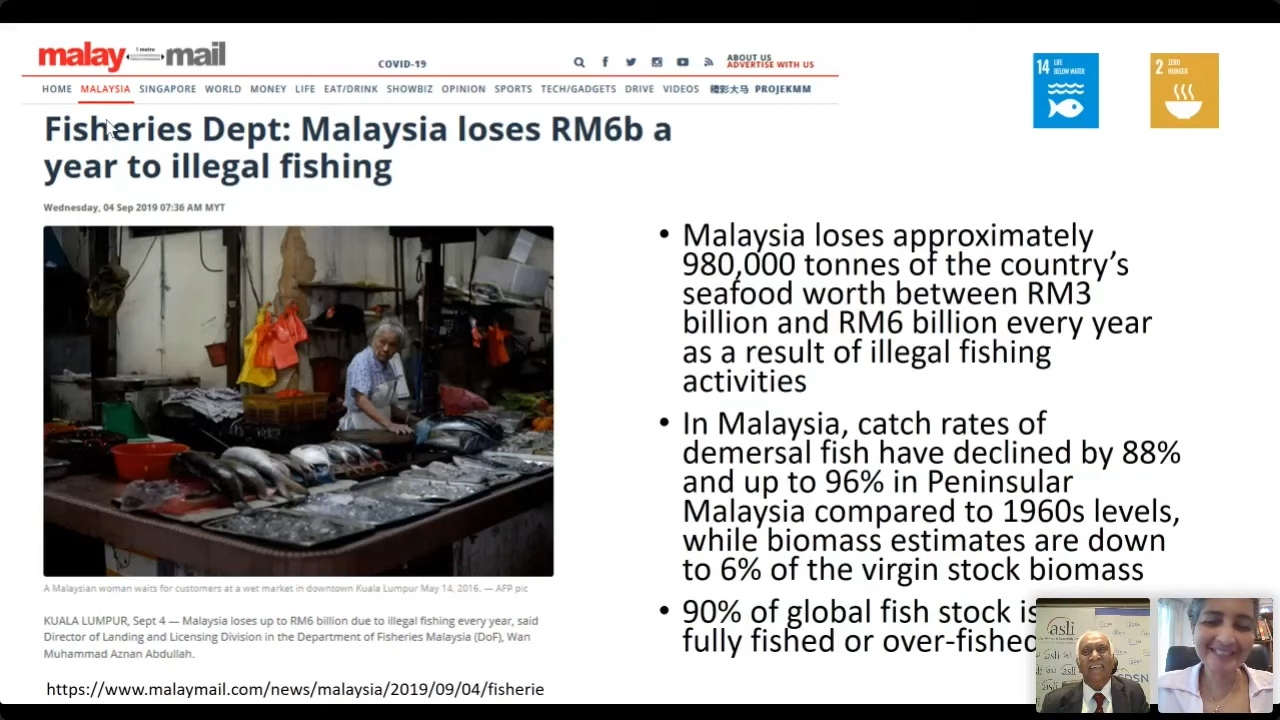 malay 1 metre mail
COVID-19
ABOUT US
ADVERTISE WITH US
HOME MALAYSIA SINGAPORE WORLD MONEY LIFE EAT/DRINK SHOWBIZ OPINION SPORTS TECH/GADGETS DRIVE VIDEOS PROJEKMM
14 LIFE
BELOW WATER
2 ZERO
HUNGER
Fisheries Dept: Malaysia loses RM6b a
year to illegal fishing
Wednesday, 04 Sep 2019 07:36 AM MYT
A Malaysian woman waits for customers at a wet market in downtown Kuala Lumpur May 14, 2016. — AFP pic
KUALA LUMPUR, Sept 4 — Malaysia loses up to RM6 billion due to illegal fishing every year, said
Director of Landing and Licensing Division in the Department of Fisheries Malaysia (DoF), Wan
Muhammad Aznan Abdullah.
https://www.malaymail.com/news/malaysia/2019/09/04/fisherie
• Malaysia loses approximately
980,000 tonnes of the country’s
seafood worth between RM3
billion and RM6 billion every year
as a result of illegal fishing
activities
• In Malaysia, catch rates of
demersal fish have declined by 88%
and up to 96% in Peninsular
Malaysia compared to 1960s levels,
while biomass estimates are down
to 6% of the virgin stock biomass
• 90% of global fish stock is
fully fished or over-fished
asli
asli
asli